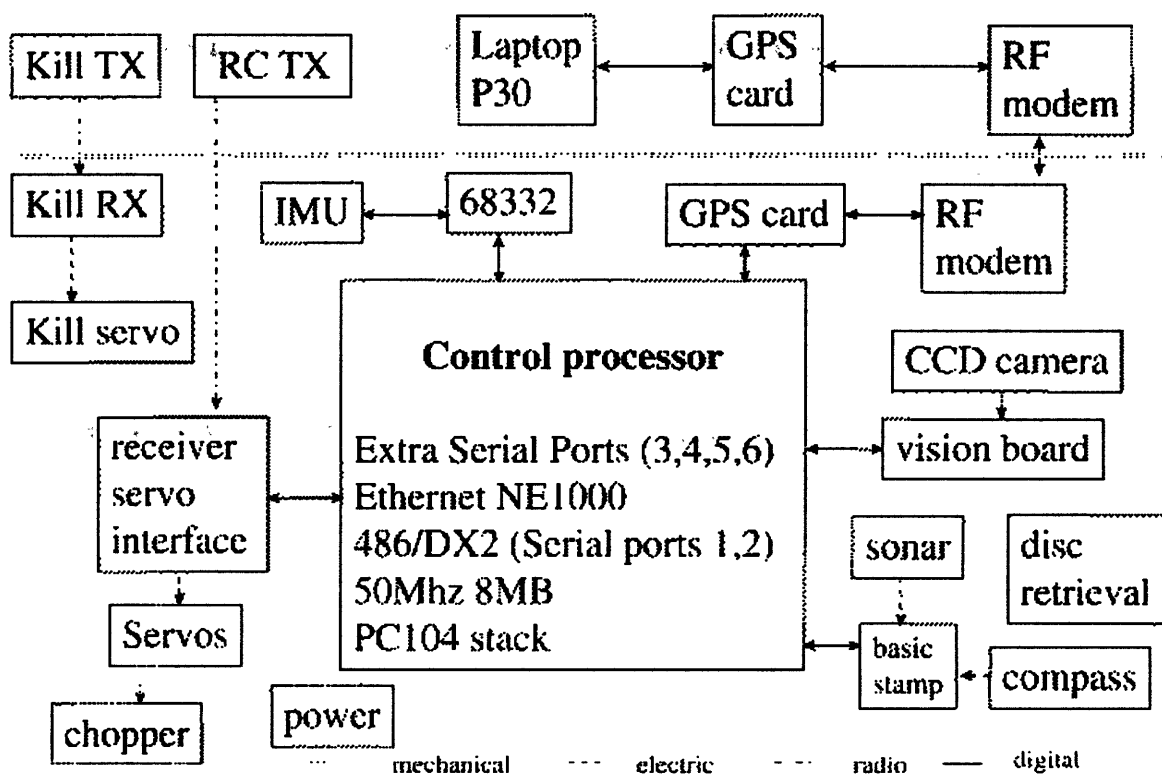 Kill TX
RC TX
Laptop
P30
GPS
card
RF
modem
Kill RX
IMU
68332
GPS card
RF
modem
Kill servo
Control processor
CCD camera
receiver
servo
interface
Extra Serial Ports (3,4,5,6)
Ethernet NE1000
486/DX2 (Serial ports 1,2)
50Mhz 8MB
PC104 stack
vision board
sonar
disc
retrieval
Servos
basic
stamp
compass
chopper
power
mechanical
electric
radio
digital